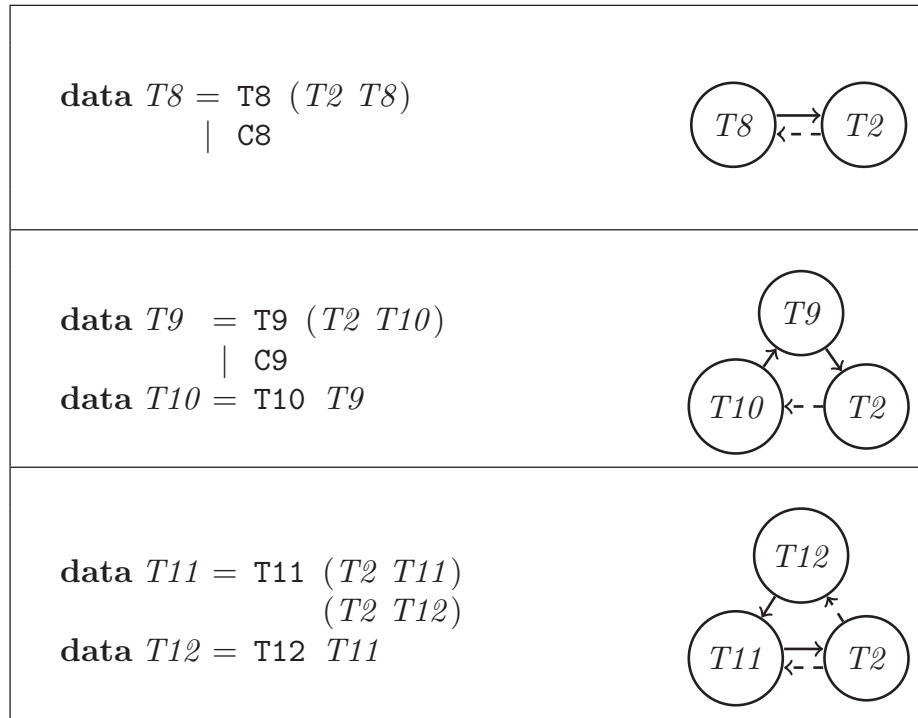 data T8 = T8 (T2 T8)
| C8
T8 T2
data T9 = T9 (T2 T10)
| C9
data T10 = T10 T9
T9
T10 T2
data T11 = T11 (T2 T11)
(T2 T12)
data T12 = T12 T11
T12
T11 T2